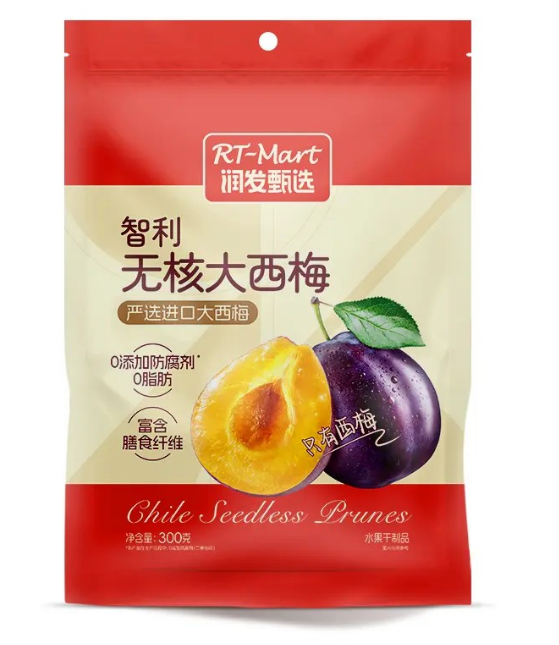 RT-Mart
润发甄选
智利
无核大西梅
严选进口大西梅
0添加防腐剂*
0脂肪
富含
膳食纤维
只有西梅
Chile Seedless Prunes
净含量:300克
水果干制品